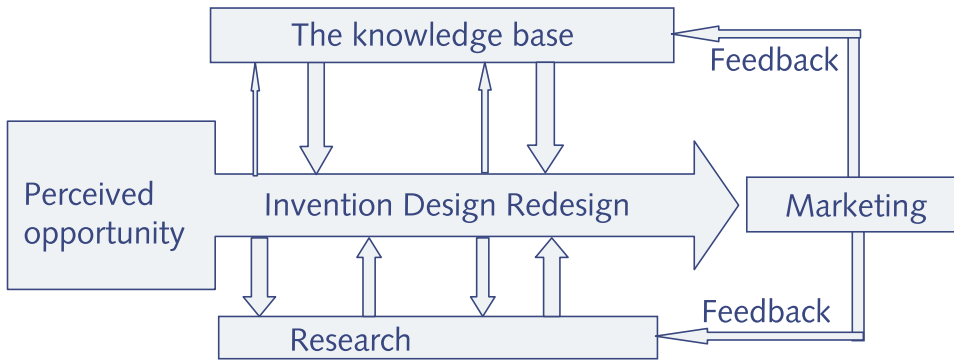 The knowledge base
Feedback
Perceived
opportunity
Invention Design Redesign
Marketing
Feedback
Research